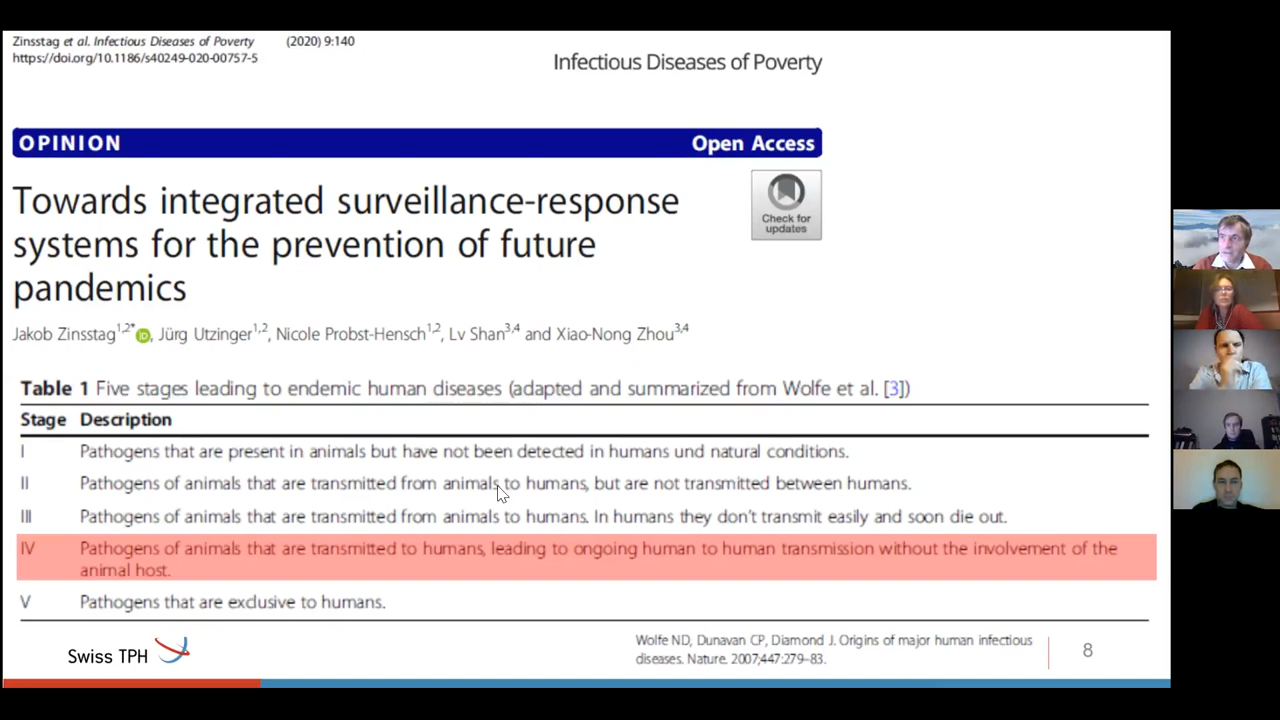 Zinsstag et al. Infectious Diseases of Poverty (2020) 9:140
https://doi.org/10.1186/s40249-020-00757-5
Infectious Diseases of Poverty
OPINION Open Access
Towards integrated surveillance-response
systems for the prevention of future
pandemics
Check for
updates
Jakob Zinsstag1,2* iD, Jürg Utzinger1,2, Nicole Probst-Hensch1,2, Lv Shan3,4 and Xiao-Nong Zhou3,4
Table 1 Five stages leading to endemic human diseases (adapted and summarized from Wolfe et al. [3])
Stage Description
I Pathogens that are present in animals but have not been detected in humans und natural conditions.
II Pathogens of animals that are transmitted from animals to humans, but are not transmitted between humans.
III Pathogens of animals that are transmitted from animals to humans. In humans they don't transmit easily and soon die out.
IV Pathogens of animals that are transmitted to humans, leading to ongoing human to human transmission without the involvement of the
animal host.
V Pathogens that are exclusive to humans.
Swiss TPH
Wolfe ND, Dunavan CP, Diamond J. Origins of major human infectious
diseases. Nature. 2007;447:279–83.
8